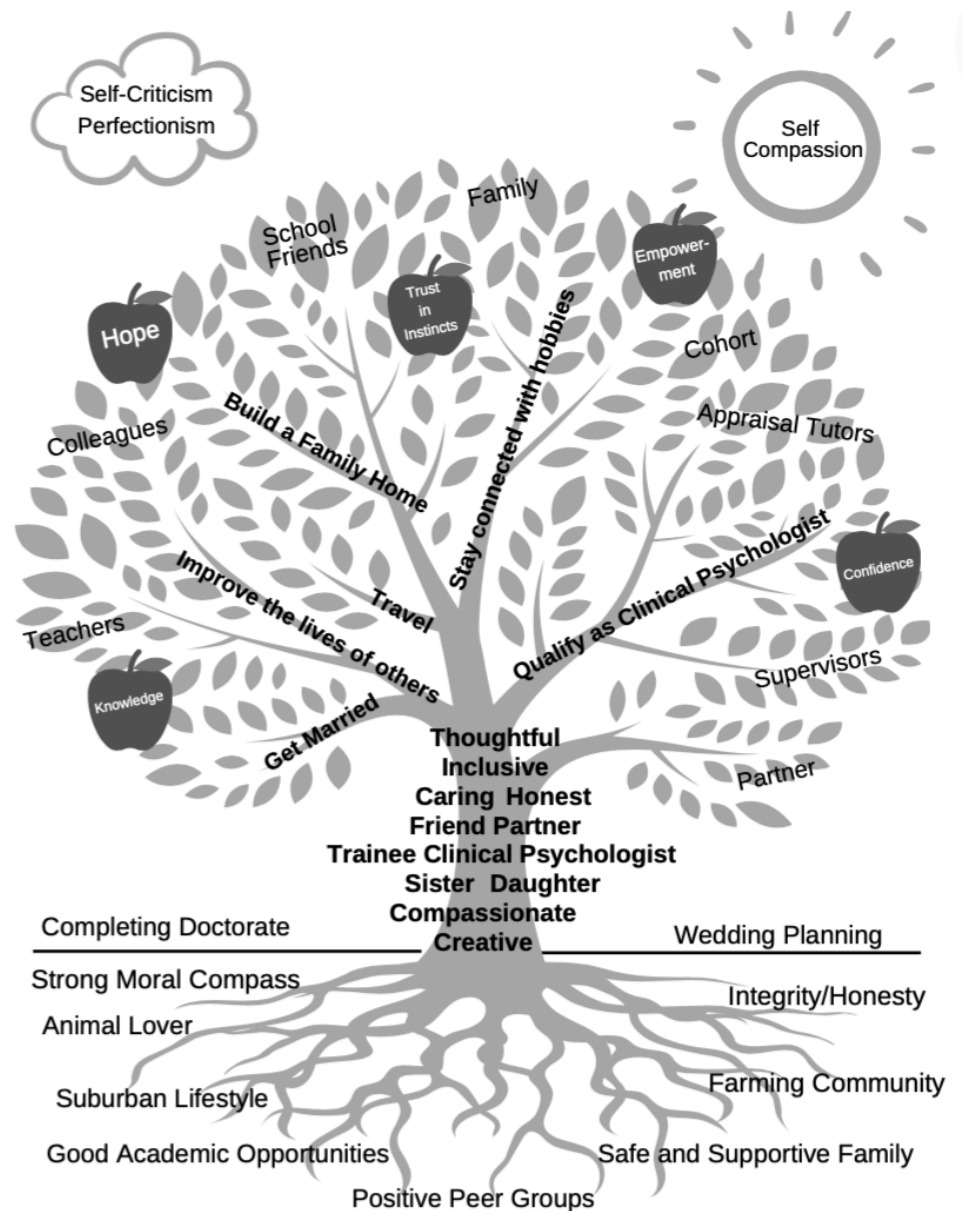 Self-Criticism
Perfectionism
Self
Compassion
Family
School
Friends
Empower-
ment
Trust
in
Instincts
Hope
Cohort
Stay connected with hobbies
Build a Family Home
Colleagues
Appraisal Tutors
Qualify as Clinical Psychologist
Confidence
Improve the lives of others
Travel
Teachers
Supervisors
Knowledge
Get Married
Partner
Thoughtful
Inclusive
Caring Honest
Friend Partner
Trainee Clinical Psychologist
Sister Daughter
Compassionate
Creative
Completing Doctorate
Wedding Planning
Strong Moral Compass
Integrity/Honesty
Animal Lover
Farming Community
Suburban Lifestyle
Good Academic Opportunities
Safe and Supportive Family
Positive Peer Groups